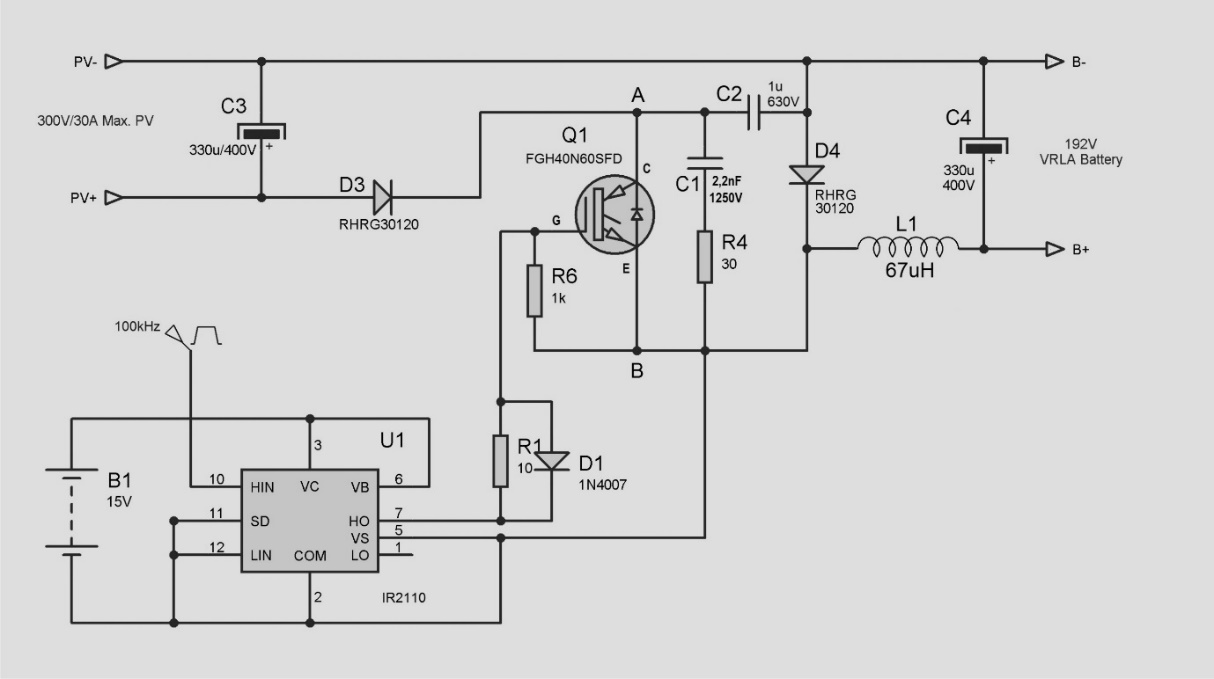 PV-
B-
C3
330u/400V
+
300V/30A Max. PV
PV+
D3
RHRG30120
A
C2
1u
630V
Q1
FGH40N60SFD
C
G
E
C1
2,2nF
1250V
D4
RHRG
30120
C4
+
330u
400V
192V
VRLA Battery
R4
30
L1
67uH
B+
R6
1k
B
100kHz
B1
15V
U1
3
10
HIN
VC
VB
6
11
SD
HO
7
VS
5
12
LIN
COM
LO
1
2
IR2110
R1
10
D1
1N4007